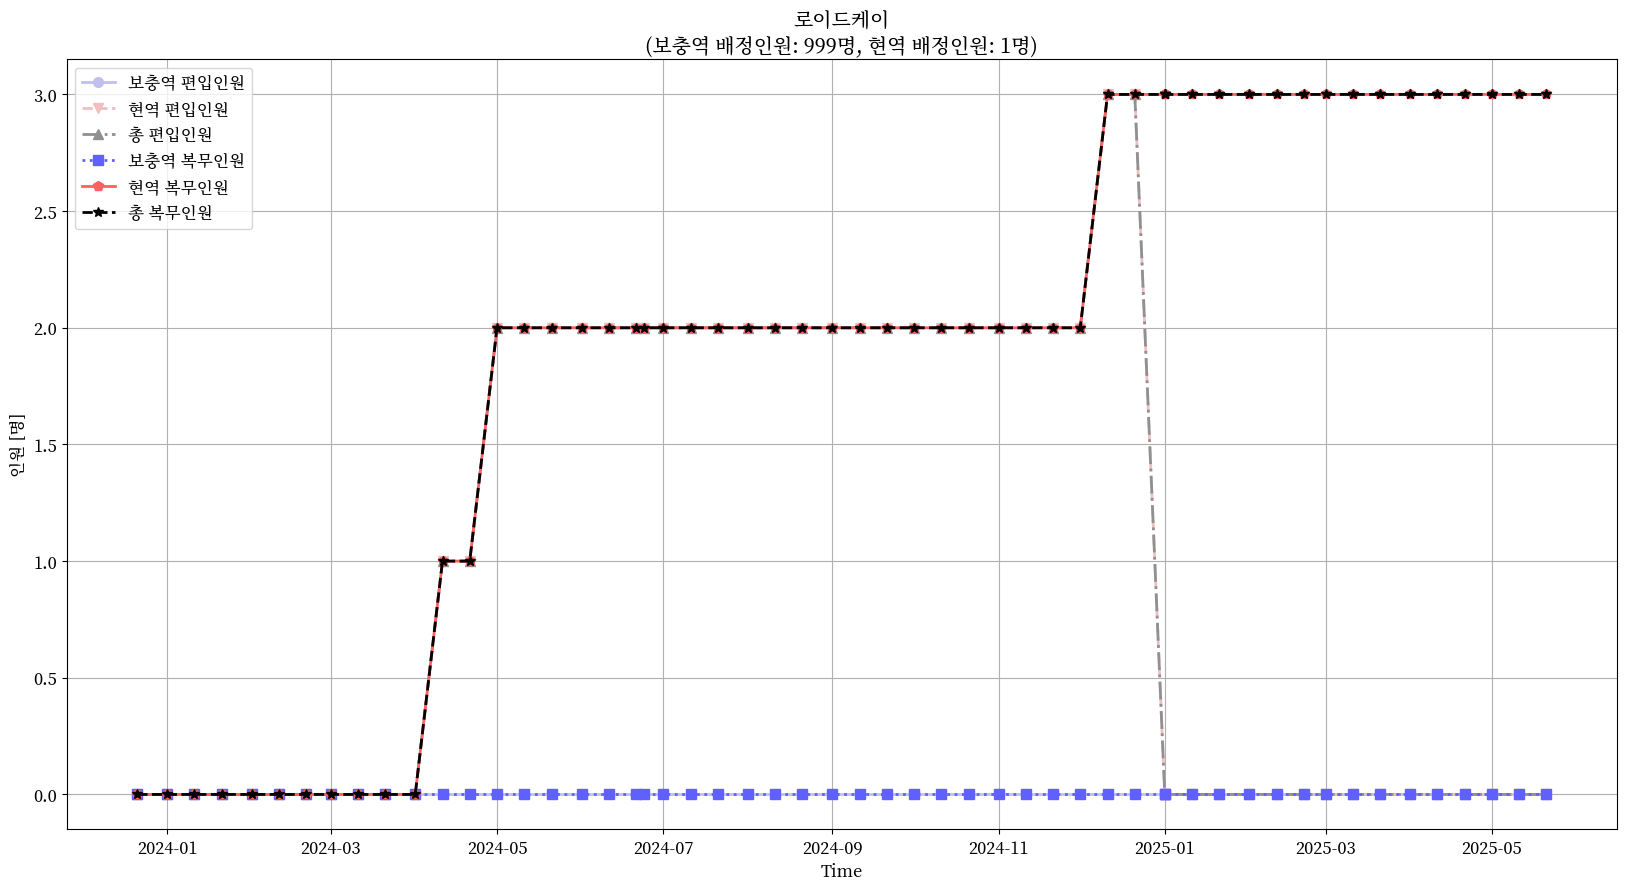 로이드케이
(보충역 배정인원: 999명, 현역 배정인원: 1명)
보충역 편입인원
현역 편입인원
총 편입인원
보충역 복무인원
현역 복무인원
총 복무인원
3.0
2.5
2.0
1.5
1.0
0.5
0.0
인원 [명]
2024-01 2024-03 2024-05 2024-07 2024-09 2024-11 2025-01 2025-03 2025-05
Time